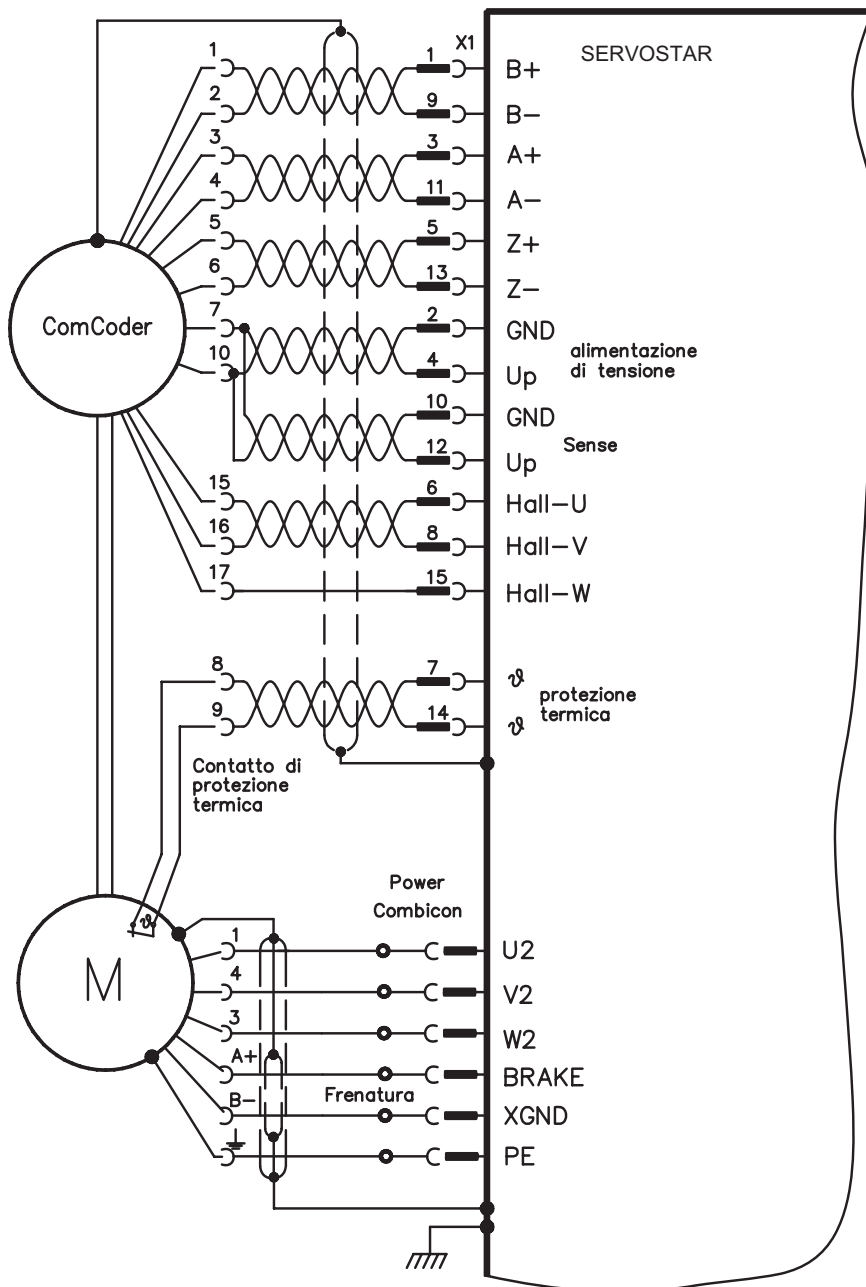 X1
SERVOSTAR
1 1 B+
2 9 B-
3 3 A+
4 11 A-
5 5 Z+
6 13 Z-
7 2 GND
10 4 Up
alimentazione
di tensione
10 GND
12 Up
Sense
15 6 Hall-U
16 8 Hall-V
17 15 Hall-W
ComCoder
8 7 ϑ
9 14 ϑ
protezione
termica
Contatto di
protezione
termica
Power
Combicon
ϑ
M
1 U2
4 V2
3 W2
A+ BRAKE
B- Frenatura XGND
PE